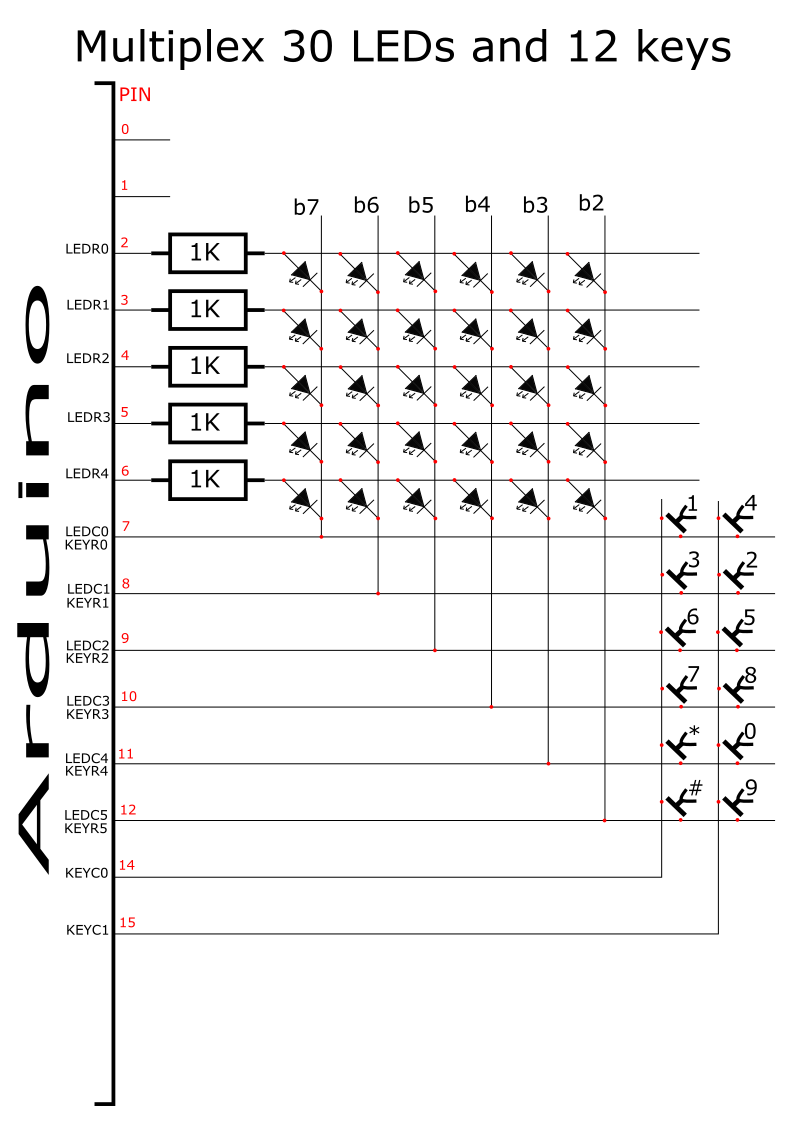 Multiplex 30 LEDs and 12 keys
PIN
0
1
b7 b6 b5 b4 b3 b2
LEDR0 2 1K
LEDR1 3 1K
LEDR2 4 1K
LEDR3 5 1K
LEDR4 6 1K
1 4
LEDC0 7
KEYR0
3 2
LEDC1 8
KEYR1
6 5
LEDC2 9
KEYR2
7 8
LEDC3 10
KEYR3
* 0
LEDC4 11
KEYR4
# 9
LEDC5 12
KEYR5
KEYC0 14
KEYC1 15
Arduino